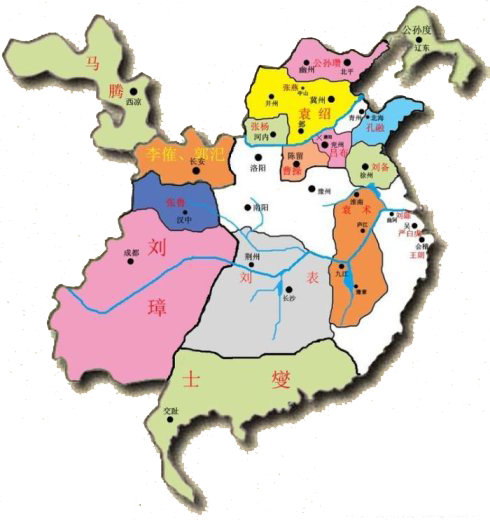 公孙度
辽东
公孙瓒
幽州
北平
马
腾
西凉
张燕
中山
并州
冀州
袁 绍
邺
青州
北海
孔融
张杨
河内
兖州
吕布
李傕、郭汜
长安
洛阳
陈留
曹操
刘备
徐州
豫州
张鲁
汉中
南阳
淮南
袁 术
庐江
曲阿
刘繇
吴
严白虎
会稽
王朗
刘
璋
成都
荆州
刘 表
长沙
九江
豫章
士 燮
交趾